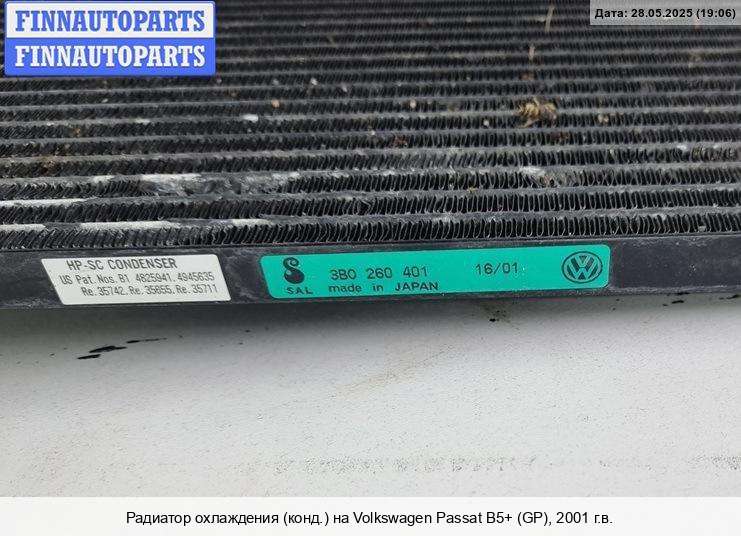 FINNAUTOPARTS
FINNAUTOPARTS
Дата: 28.05.2025 (19:06)
HP-SC CONDENSER
US Pat. Nos. B1 4825941, 4945635
Re. 35742, Re. 35655, Re. 35711
S
SAL
3B0 260 401
16/01
made in JAPAN
VW
Радиатор охлаждения (конд.) на Volkswagen Passat B5+ (GP), 2001 г.в.